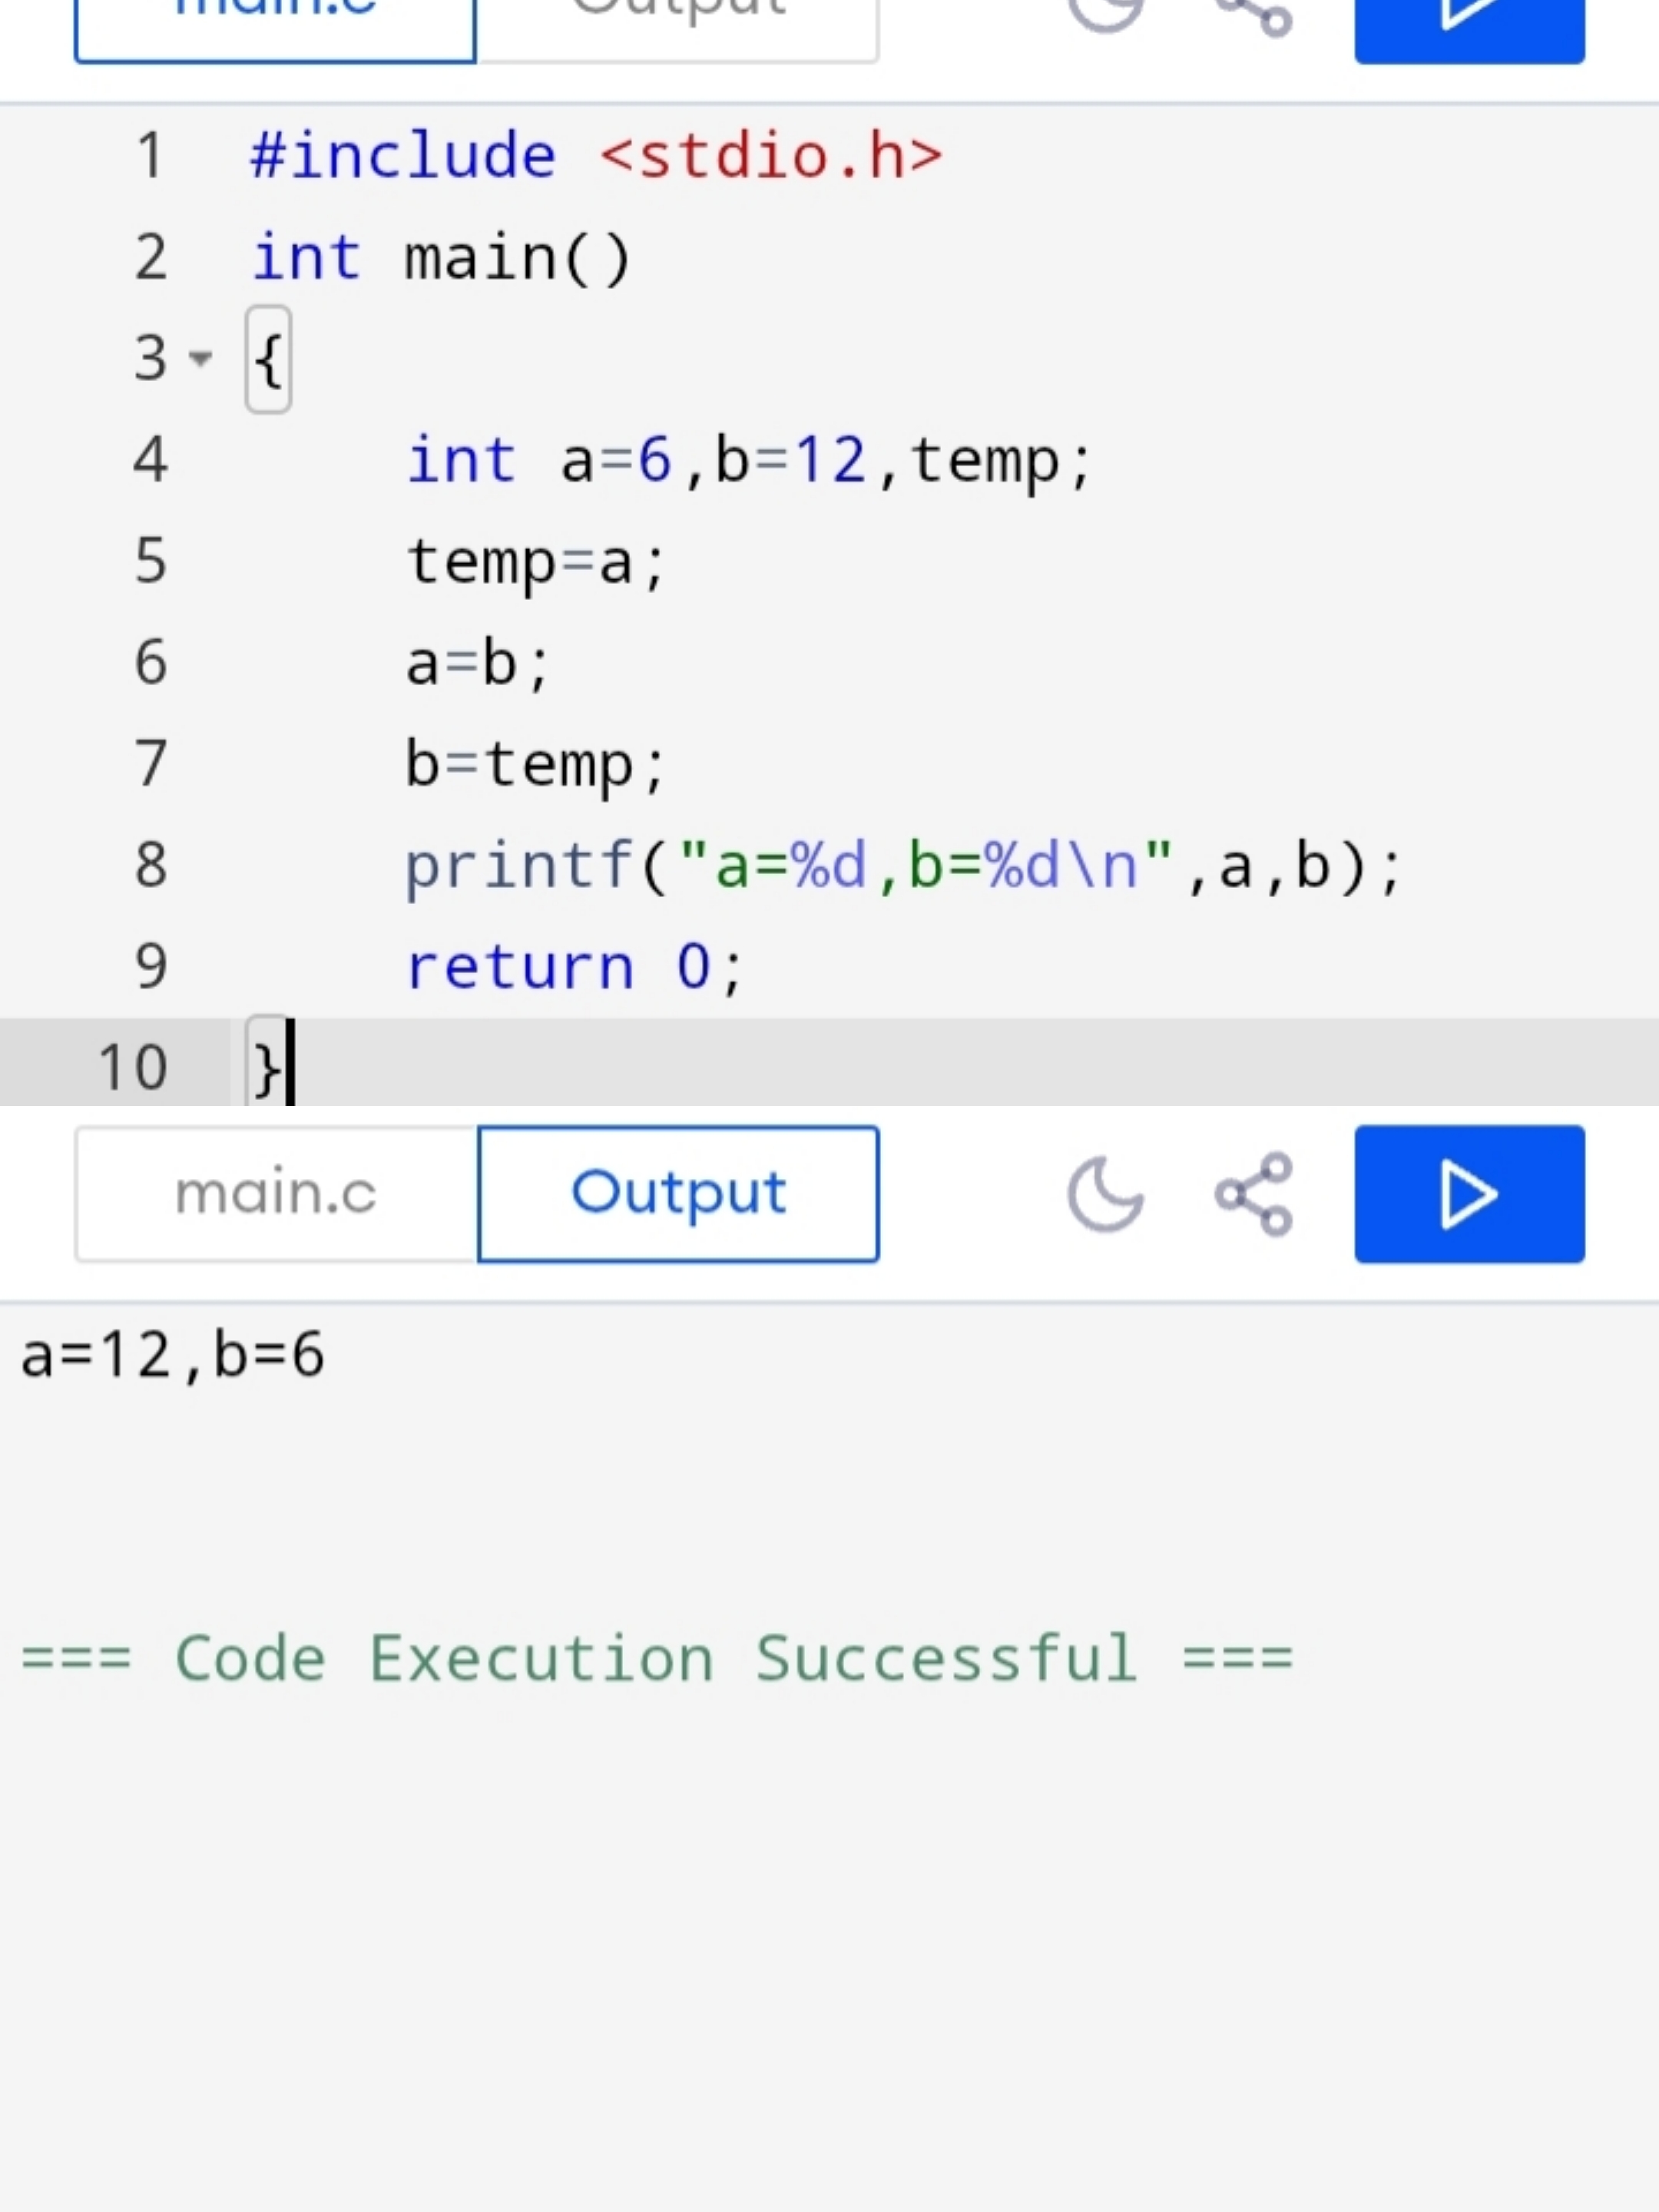 main.c Output
1 #include <stdio.h>
2 int main()
3 {
4     int a=6,b=12,temp;
5     temp=a;
6     a=b;
7     b=temp;
8     printf("a=%d,b=%d\n",a,b);
9     return 0;
10 }
main.c Output
a=12,b=6
=== Code Execution Successful ===